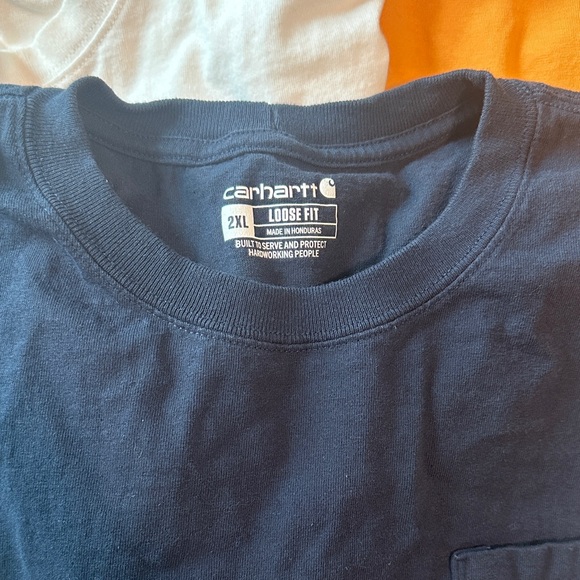 carhartt
2XL LOOSE FIT
MADE IN HONDURAS
BUILT TO SERVE AND PROTECT
HARDWORKING PEOPLE